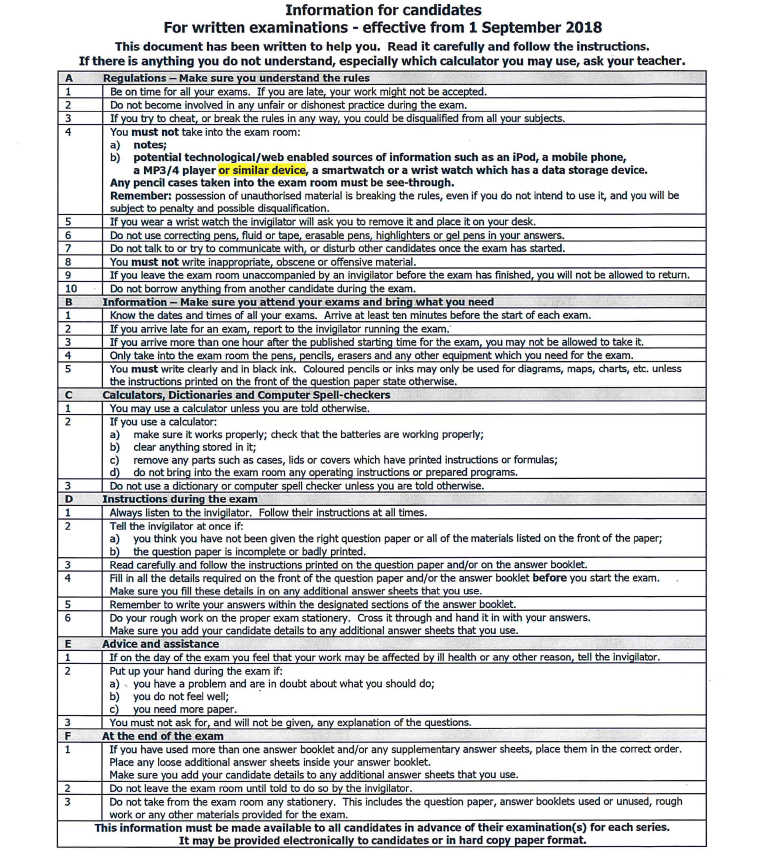 Information for candidates
For written examinations - effective from 1 September 2018
This document has been written to help you. Read it carefully and follow the instructions.
If there is anything you do not understand, especially which calculator you may use, ask your teacher.
A Regulations – Make sure you understand the rules
1 Be on time for all your exams. If you are late, your work might not be accepted.
2 Do not become involved in any unfair or dishonest practice during the exam.
3 If you try to cheat, or break the rules in any way, you could be disqualified from all your subjects.
4 You must not take into the exam room:
a) notes;
b) potential technological/web enabled sources of information such as an iPod, a mobile phone,
a MP3/4 player or similar device, a smartwatch or a wrist watch which has a data storage device.
Any pencil cases taken into the exam room must be see-through.
Remember: possession of unauthorised material is breaking the rules, even if you do not intend to use it, and you will be
subject to penalty and possible disqualification.
5 If you wear a wrist watch the invigilator will ask you to remove it and place it on your desk.
6 Do not use correcting pens, fluid or tape, erasable pens, highlighters or gel pens in your answers.
7 Do not talk to or try to communicate with, or disturb other candidates once the exam has started.
8 You must not write inappropriate, obscene or offensive material.
9 If you leave the exam room unaccompanied by an invigilator before the exam has finished, you will not be allowed to return.
10 Do not borrow anything from another candidate during the exam.
B Information – Make sure you attend your exams and bring what you need
1 Know the dates and times of all your exams. Arrive at least ten minutes before the start of each exam.
2 If you arrive late for an exam, report to the invigilator running the exam.
3 If you arrive more than one hour after the published starting time for the exam, you may not be allowed to take it.
4 Only take into the exam room the pens, pencils, erasers and any other equipment which you need for the exam.
5 You must write clearly and in black ink. Coloured pencils or inks may only be used for diagrams, maps, charts, etc. unless
the instructions printed on the front of the question paper state otherwise.
C Calculators, Dictionaries and Computer Spell-checkers
1 You may use a calculator unless you are told otherwise.
2 If you use a calculator:
a) make sure it works properly; check that the batteries are working properly;
b) clear anything stored in it;
c) remove any parts such as cases, lids or covers which have printed instructions or formulas;
d) do not bring into the exam room any operating instructions or prepared programs.
3 Do not use a dictionary or computer spell checker unless you are told otherwise.
D Instructions during the exam
1 Always listen to the invigilator. Follow their instructions at all times.
2 Tell the invigilator at once if:
a) you think you have not been given the right question paper or all of the materials listed on the front of the paper;
b) the question paper is incomplete or badly printed.
3 Read carefully and follow the instructions printed on the question paper and/or on the answer booklet.
4 Fill in all the details required on the front of the question paper and/or the answer booklet before you start the exam.
Make sure you fill these details in on any additional answer sheets that you use.
5 Remember to write your answers within the designated sections of the answer booklet.
6 Do your rough work on the proper exam stationery. Cross it through and hand it in with your answers.
Make sure you add your candidate details to any additional answer sheets that you use.
E Advice and assistance
1 If on the day of the exam you feel that your work may be affected by ill health or any other reason, tell the invigilator.
2 Put up your hand during the exam if:
a) you have a problem and are in doubt about what you should do;
b) you do not feel well;
c) you need more paper.
3 You must not ask for, and will not be given, any explanation of the questions.
F At the end of the exam
1 If you have used more than one answer booklet and/or any supplementary answer sheets, place them in the correct order.
Place any loose additional answer sheets inside your answer booklet.
Make sure you add your candidate details to any additional answer sheets that you use.
2 Do not leave the exam room until told to do so by the invigilator.
3 Do not take from the exam room any stationery. This includes the question paper, answer booklets used or unused, rough
work or any other materials provided for the exam.
This information must be made available to all candidates in advance of their examination(s) for each series.
It may be provided electronically to candidates or in hard copy paper format.